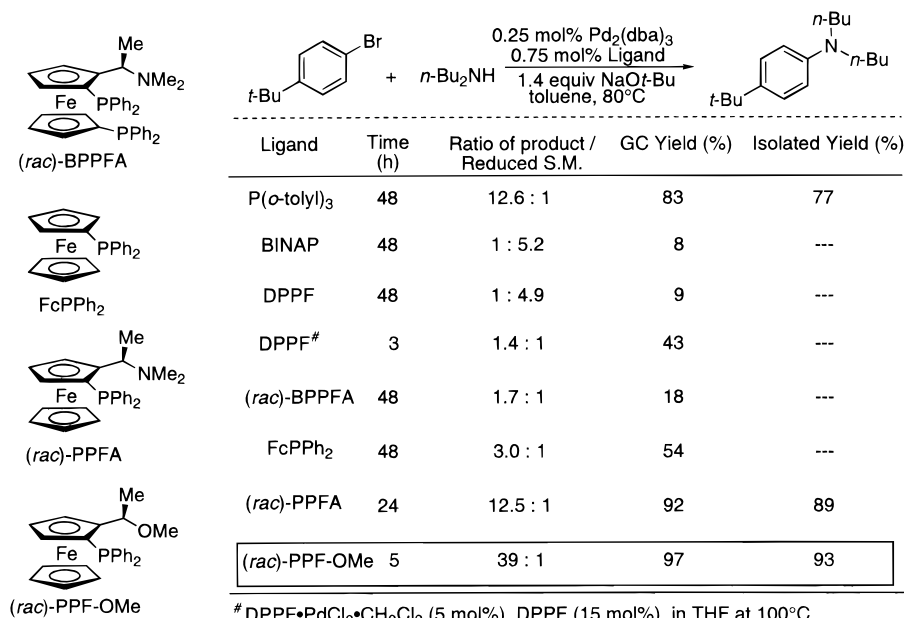 Me
NMe2
Fe
PPh2
PPh2
(rac)-BPPFA
Fe
PPh2
FcPPh2
Me
NMe2
Fe
PPh2
(rac)-PPFA
Me
OMe
Fe
PPh2
(rac)-PPF-OMe
Br
t-Bu
+ n-Bu2NH
0.25 mol% Pd2(dba)3
0.75 mol% Ligand
1.4 equiv NaOt-Bu
toluene, 80°C
n-Bu
N
n-Bu
t-Bu
Ligand Time (h) Ratio of product / Reduced S.M. GC Yield (%) Isolated Yield (%)
P(o-tolyl)3 48 12.6 : 1 83 77
BINAP 48 1 : 5.2 8 ---
DPPF 48 1 : 4.9 9 ---
DPPF# 3 1.4 : 1 43 ---
(rac)-BPPFA 48 1.7 : 1 18 ---
FcPPh2 48 3.0 : 1 54 ---
(rac)-PPFA 24 12.5 : 1 92 89
(rac)-PPF-OMe 5 39 : 1 97 93
# DPPF•PdCl2•CH2Cl2 (5 mol%), DPPF (15 mol%), in THF at 100°C